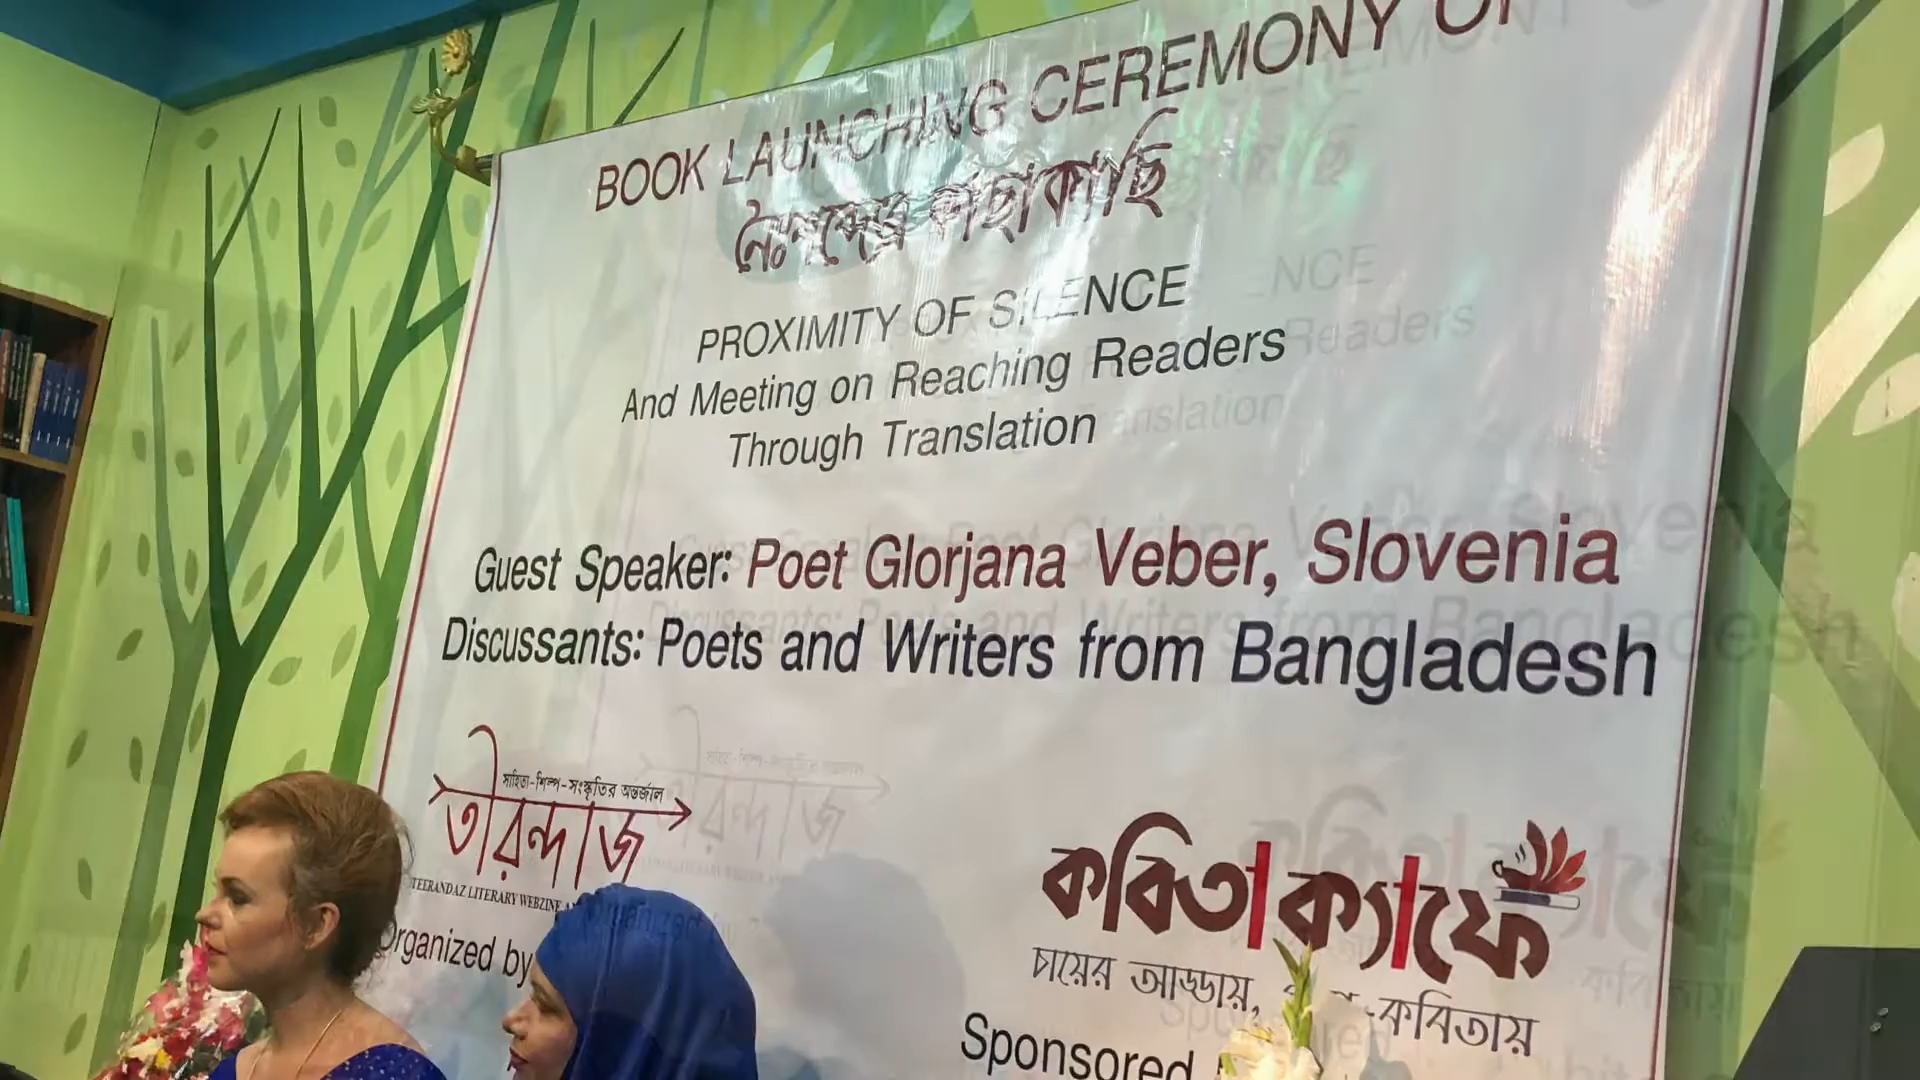 BOOK LAUNCHING CEREMONY OF
নৈঃশব্দের কাছাকাছি
PROXIMITY OF SILENCE
And Meeting on Reaching Readers
Through Translation
Guest Speaker: Poet Glorjana Veber, Slovenia
Discussants: Poets and Writers from Bangladesh
সাহিত্য-শিল্প-সংস্কৃতির অন্তর্জাল
তীরন্দাজ
TEERANDAZ LITERARY WEBZINE
Organized by
কবিতাক্যাফে
চায়ের আড্ডায়, -কবিতায়
Sponsored